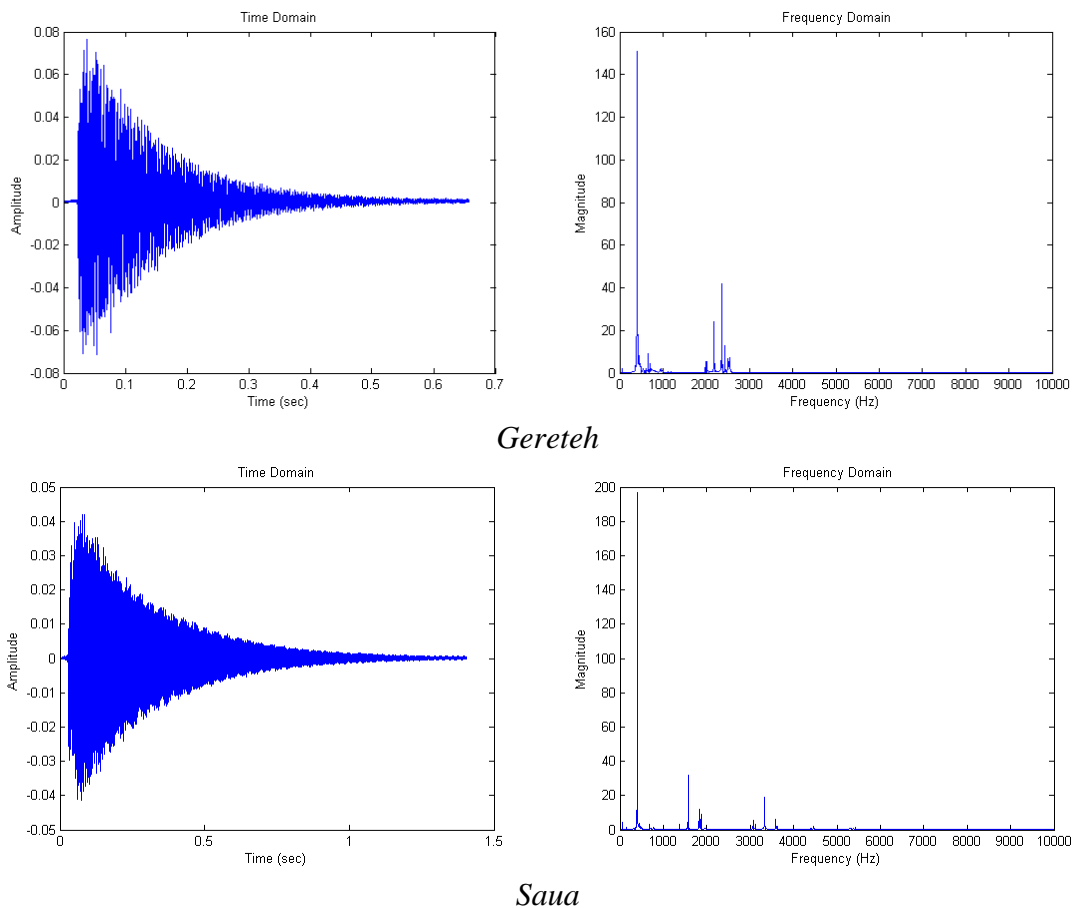 Time Domain
0.08
0.06
0.04
0.02
0
-0.02
-0.04
-0.06
-0.08
Amplitude
0 0.1 0.2 0.3 0.4 0.5 0.6 0.7
Time (sec)
Frequency Domain
160
140
120
100
80
60
40
20
0
Magnitude
0 1000 2000 3000 4000 5000 6000 7000 8000 9000 10000
Frequency (Hz)
Gereteh
Time Domain
0.05
0.04
0.03
0.02
0.01
0
-0.01
-0.02
-0.03
-0.04
-0.05
Amplitude
0 0.5 1 1.5
Time (sec)
Frequency Domain
200
180
160
140
120
100
80
60
40
20
0
Magnitude
0 1000 2000 3000 4000 5000 6000 7000 8000 9000 10000
Frequency (Hz)
Saua